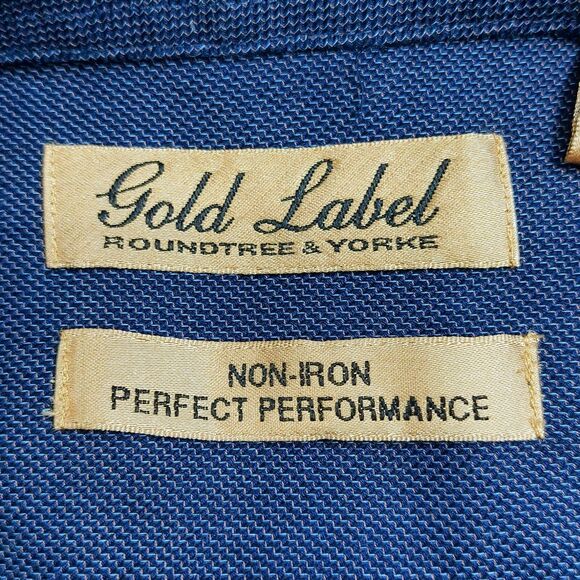 Gold Label
ROUNDTREE & YORKE
NON-IRON
PERFECT PERFORMANCE